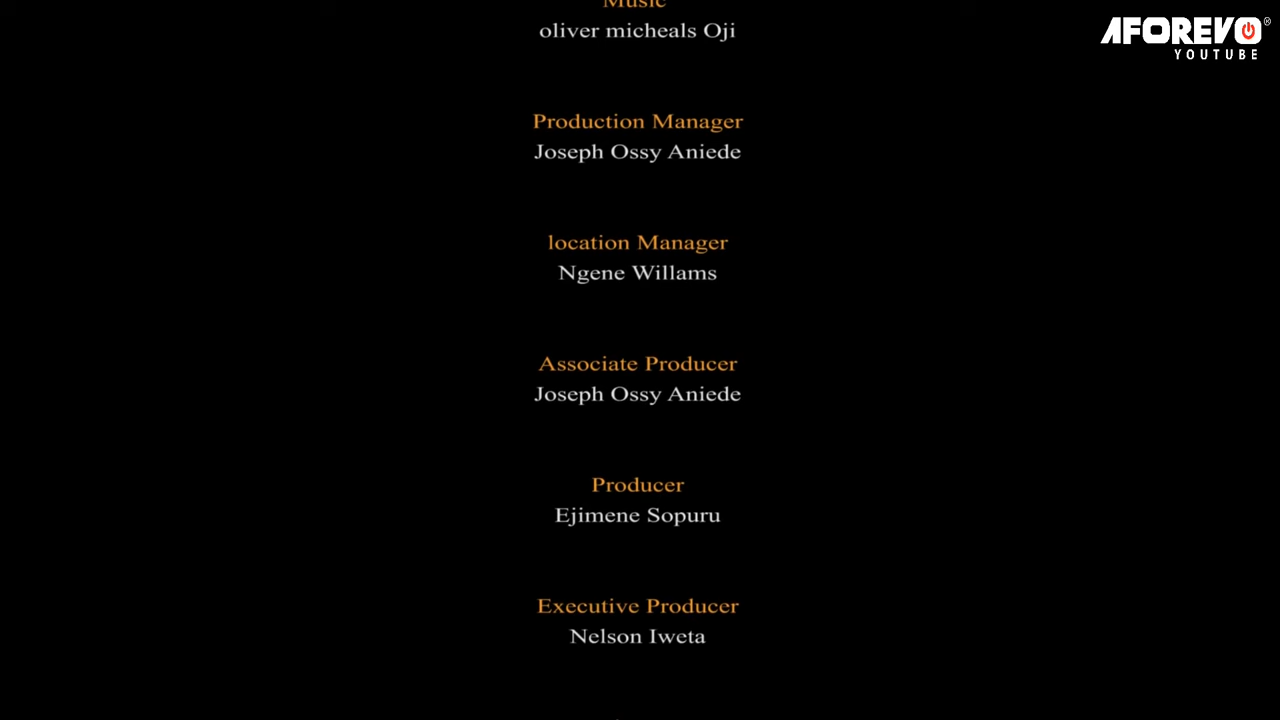 Music
oliver micheals Oji
AFOREVO®
YOUTUBE
Production Manager
Joseph Ossy Aniede
location Manager
Ngene Willams
Associate Producer
Joseph Ossy Aniede
Producer
Ejimene Sopuru
Executive Producer
Nelson Iweta